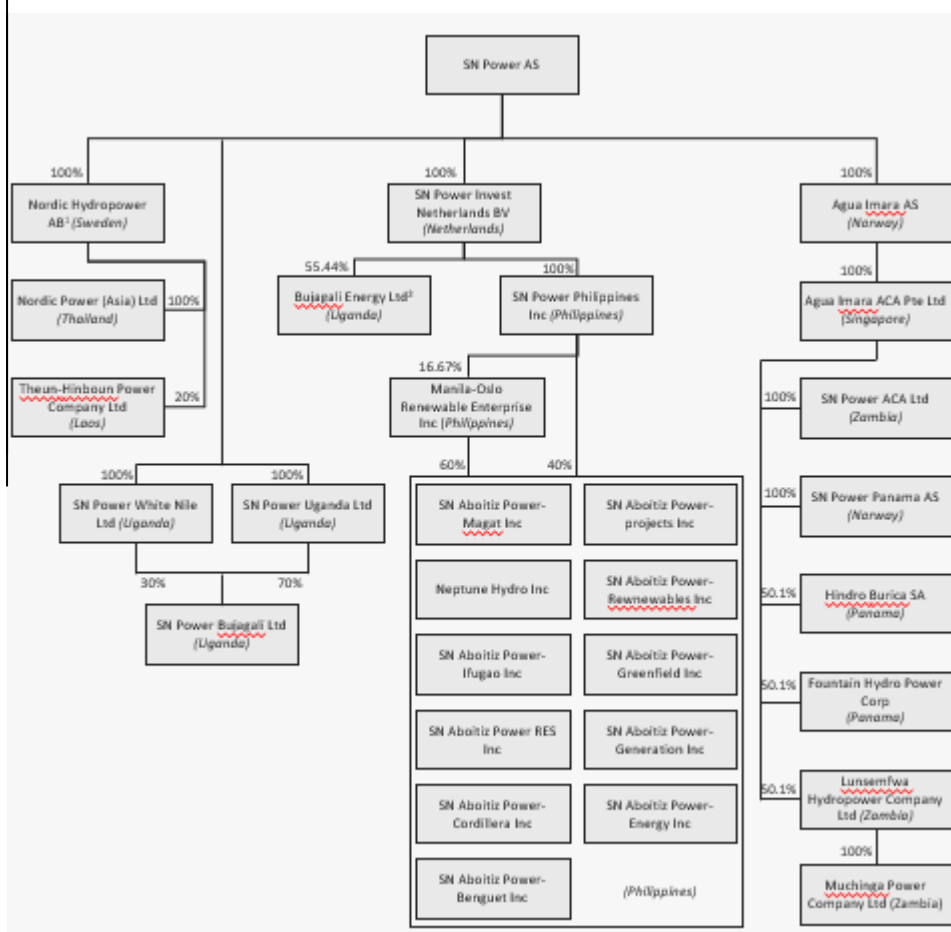 SN Power AS
100%
Nordic Hydropower
AB¹ (Sweden)
Nordic Power (Asia) Ltd
(Thailand)
100%
Theun-Hinboun Power
Company Ltd
(Laos)
20%
100%
SN Power White Nile
Ltd (Uganda)
100%
SN Power Uganda Ltd
(Uganda)
30%
70%
SN Power Bujagali Ltd
(Uganda)
100%
SN Power Invest
Netherlands BV
(Netherlands)
55.44%
Bujagali Energy Ltd²
(Uganda)
100%
SN Power Philippines
Inc (Philippines)
16.67%
Manila-Oslo
Renewable Enterprise
Inc (Philippines)
60%
40%
SN Aboitiz Power-
Magat Inc
SN Aboitiz Power-
projects Inc
Neptune Hydro Inc
SN Aboitiz Power-
Rewnewables Inc
SN Aboitiz Power-
Ifugao Inc
SN Aboitiz Power-
Greenfield Inc
SN Aboitiz Power RES
Inc
SN Aboitiz Power-
Generation Inc
SN Aboitiz Power-
Cordillera Inc
SN Aboitiz Power-
Energy Inc
SN Aboitiz Power-
Benguet Inc
(Philippines)
100%
Agua Imara AS
(Norway)
100%
Agua Imara ACA Pte Ltd
(Singapore)
100%
SN Power ACA Ltd
(Zambia)
100%
SN Power Panama AS
(Norway)
50.1%
Hindro Burica SA
(Panama)
50.1%
Fountain Hydro Power
Corp
(Panama)
50.1%
Lunsemfwa
Hydropower Company
Ltd (Zambia)
100%
Muchinga Power
Company Ltd (Zambia)